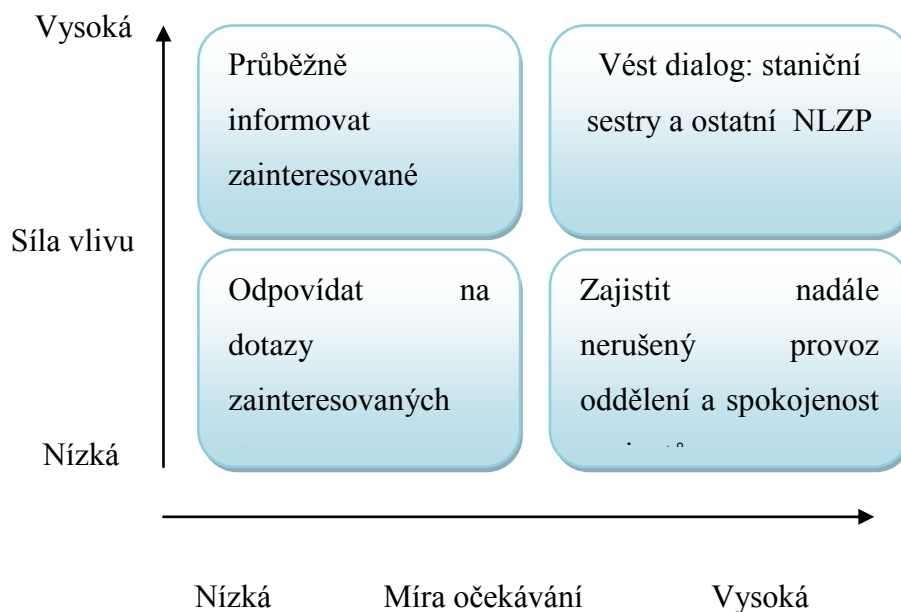 Vysoká
Průběžně
informovat
zainteresované
Vést dialog: staniční
sestry a ostatní NLZP
Síla vlivu
Odpovídat na
dotazy
zainteresovaných
Zajistit nadále
nerušený provoz
oddělení a spokojenost
Nízká
Nízká Míra očekávání Vysoká